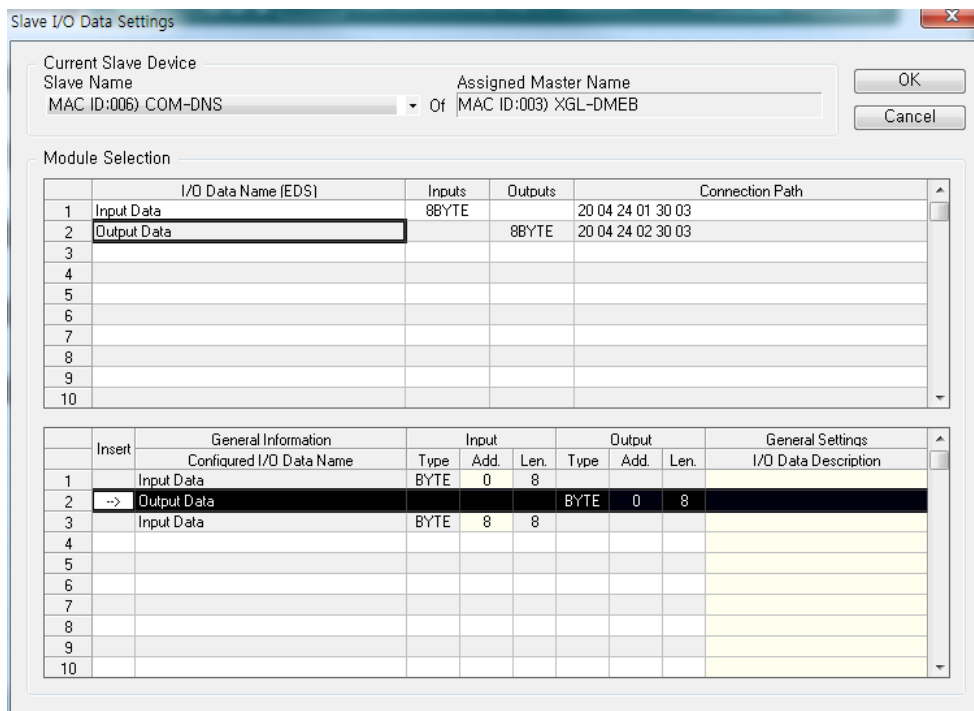 Slave I/O Data Settings
Current Slave Device
Slave Name Assigned Master Name
MAC ID:006) COM-DNS Of MAC ID:003) XGL-DMEB
OK
Cancel
Module Selection
I/O Data Name (EDS) Inputs Outputs Connection Path
1 Input Data 8BYTE 20 04 24 01 30 03
2 Output Data 8BYTE 20 04 24 02 30 03
3
4
5
6
7
8
9
10
Insert General Information Input Output General Settings
Configured I/O Data Name Type Add. Len. Type Add. Len. I/O Data Description
1 Input Data BYTE 0 8
2 --> Output Data BYTE 0 8
3 Input Data BYTE 8 8
4
5
6
7
8
9
10